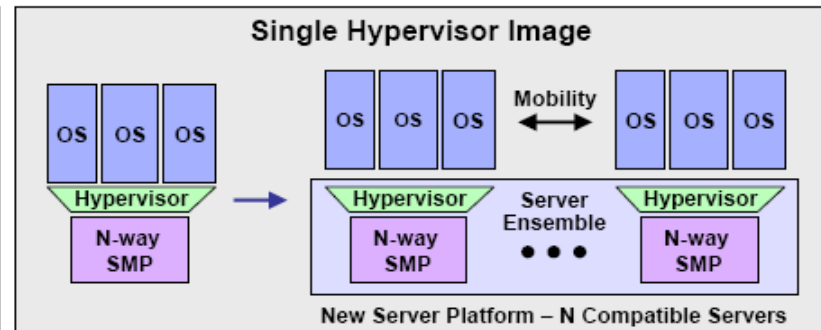 Single Hypervisor Image
OS OS OS
Hypervisor
N-way
SMP
OS OS OS
Mobility
OS OS OS
Hypervisor
N-way
SMP
Server
Ensemble
Hypervisor
N-way
SMP
New Server Platform – N Compatible Servers